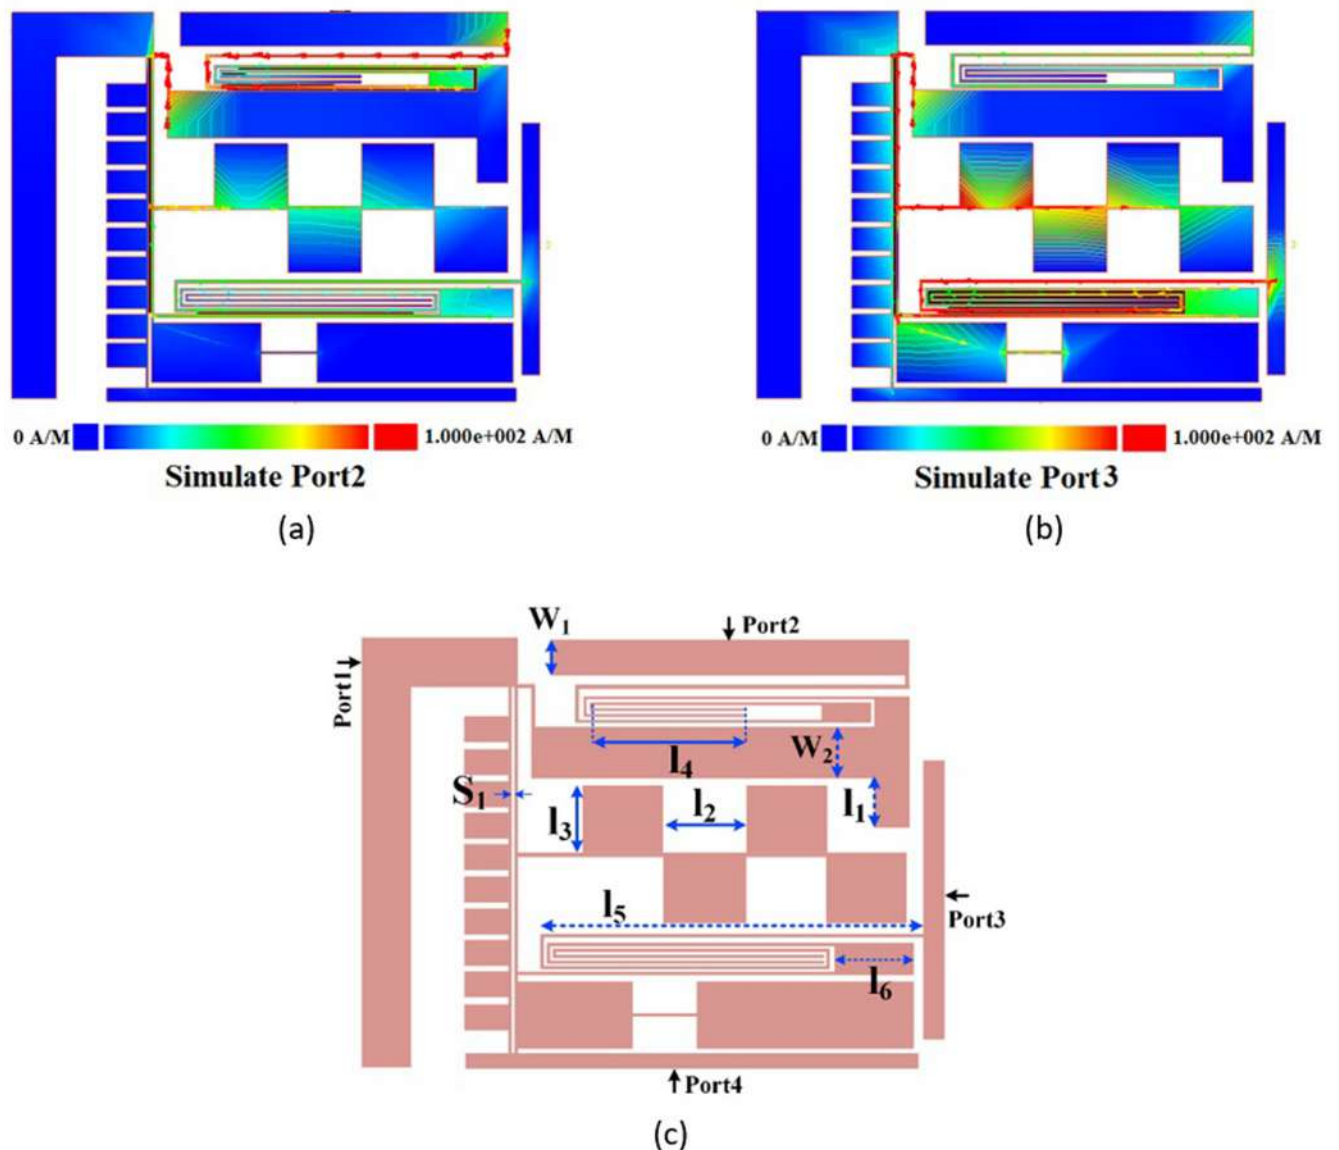 0 A/M 1.000e+002 A/M
Simulate Port2
(a)
0 A/M 1.000e+002 A/M
Simulate Port3
(b)
W1
Port2
Port1
l4
W2
S1
l3
l2
l1
l5
Port3
l6
Port4
(c)